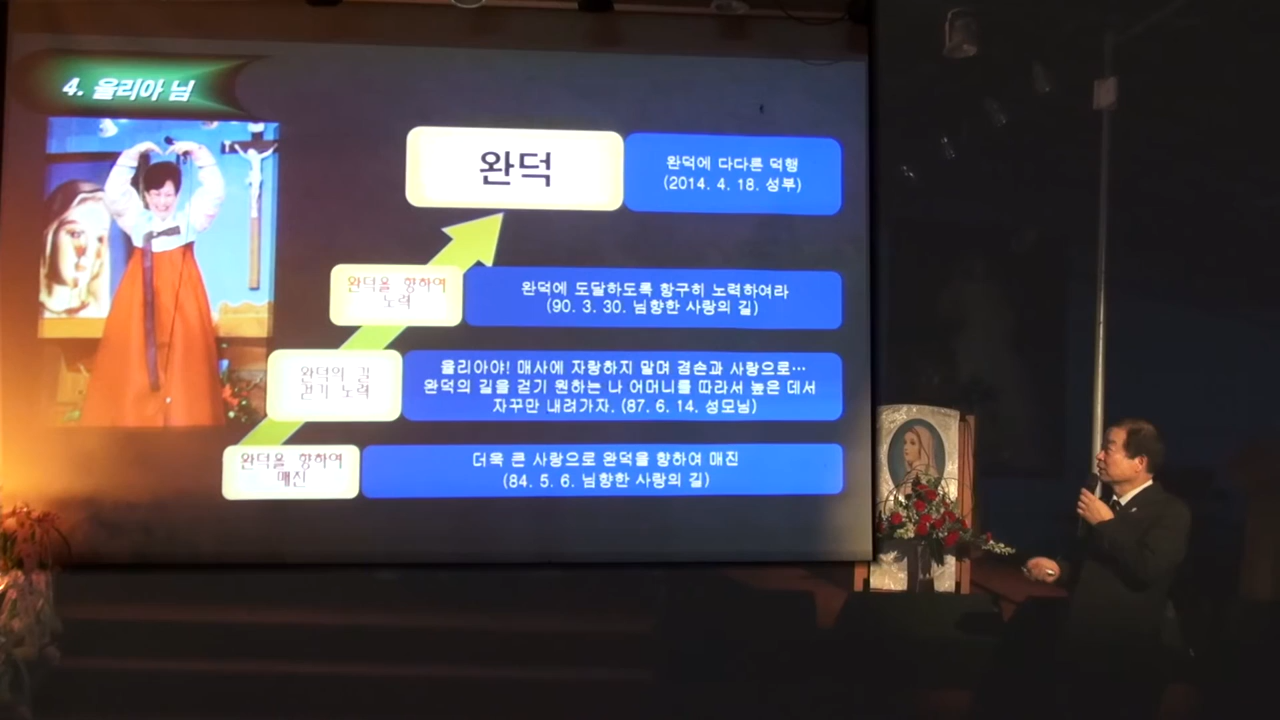 4. 율리아 님
완덕
완덕에 다다른 덕행
(2014. 4. 18. 성부)
완덕을 향하여
노력
완덕에 도달하도록 항구히 노력하여라
(90. 3. 30. 님향한 사랑의 길)
완덕의 길
걷기 노력
율리아야! 매사에 자랑하지 말며 겸손과 사랑으로…
완덕의 길을 걷기 원하는 나 어머니를 따라서 높은 데서
자꾸만 내려가자. (87. 6. 14. 성모님)
완덕을 향하여
매진
더욱 큰 사랑으로 완덕을 향하여 매진
(84. 5. 6. 님향한 사랑의 길)